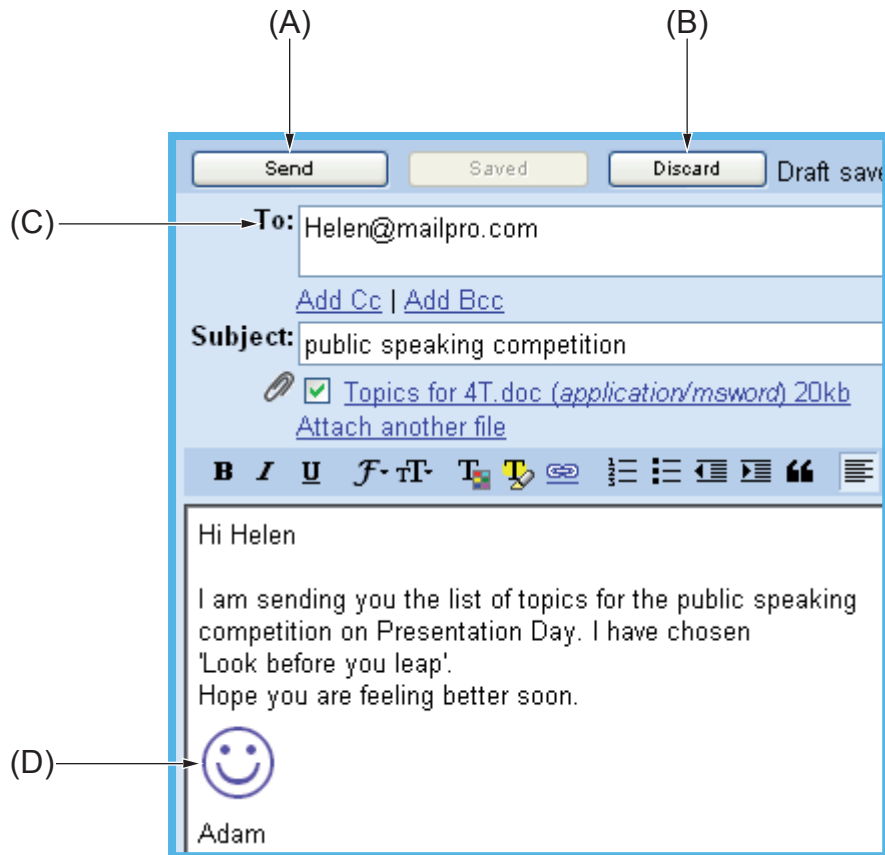 (A) (B)
Send Saved Discard Draft save
(C) To: Helen@mailpro.com
Add Cc | Add Bcc
Subject: public speaking competition
Topics for 4T.doc (application/msword) 20kb
Attach another file
B I U F T T T
Hi Helen
I am sending you the list of topics for the public speaking
competition on Presentation Day. I have chosen
'Look before you leap'.
Hope you are feeling better soon.
(D)
Adam